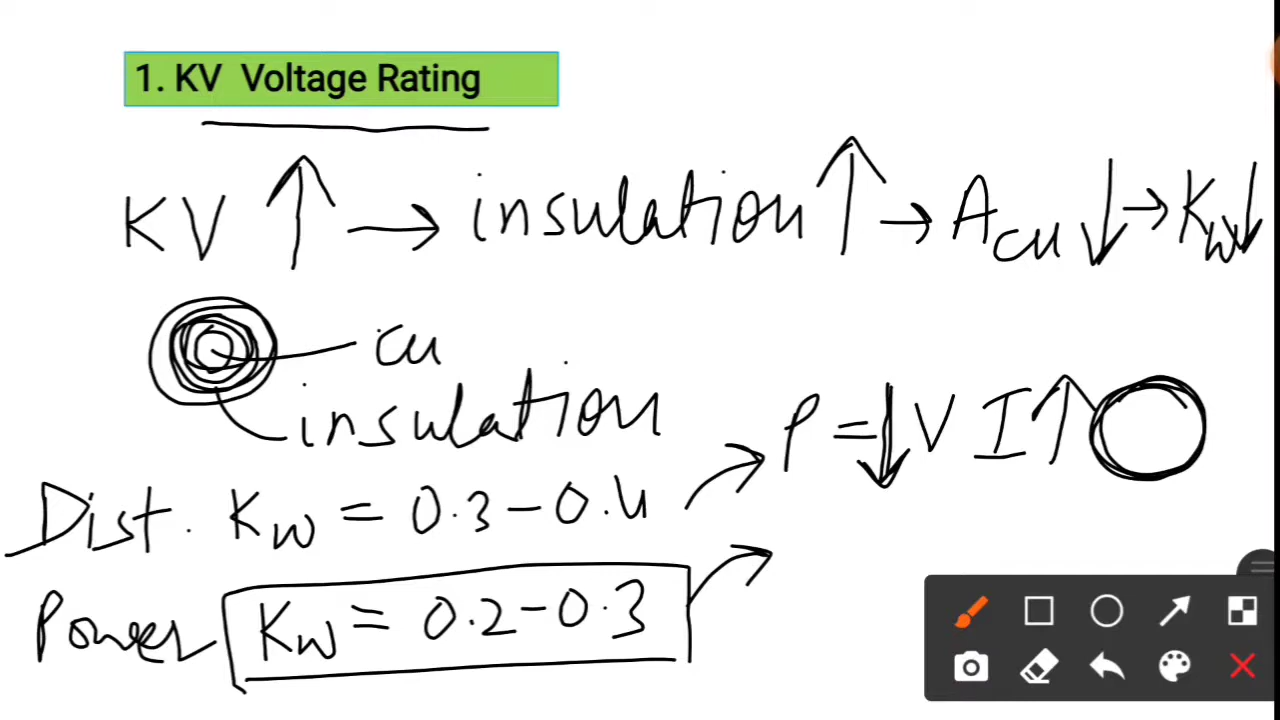 1. KV Voltage Rating
KV ↑ → insulation ↑ → Acu ↓ → Kw ↓
cu
insulation
P = ↓ V I ↑
Dist. Kw = 0.3 - 0.4
Power Kw = 0.2 - 0.3